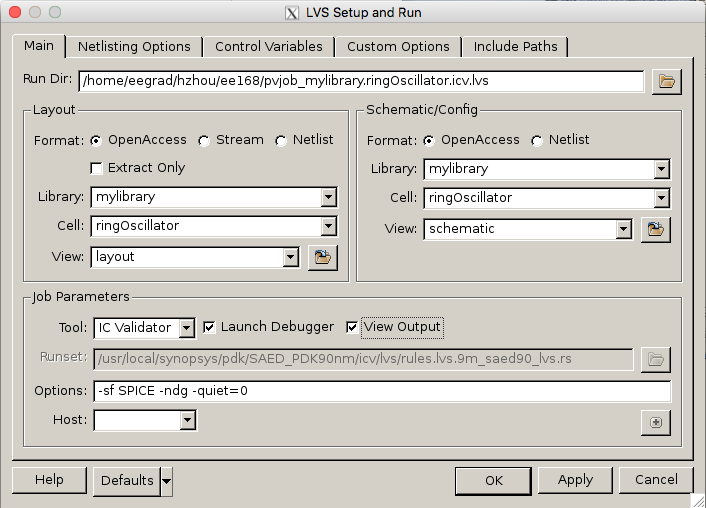 LVS Setup and Run
Main Netlisting Options Control Variables Custom Options Include Paths
Run Dir: /home/eegrad/hzhou/ee168/pvjob_mylibrary.ringOscillator.icv.lvs
Layout
Format: OpenAccess Stream Netlist
Extract Only
Library: mylibrary
Cell: ringOscillator
View: layout
Schematic/Config
Format: OpenAccess Netlist
Library: mylibrary
Cell: ringOscillator
View: schematic
Job Parameters
Tool: IC Validator Launch Debugger View Output
Runset: /usr/local/synopsys/pdk/SAED_PDK90nm/icv/lvs/rules.lvs.9m_saed90_lvs.rs
Options: -sf SPICE -ndg -quiet=0
Host:
Help Defaults OK Apply Cancel